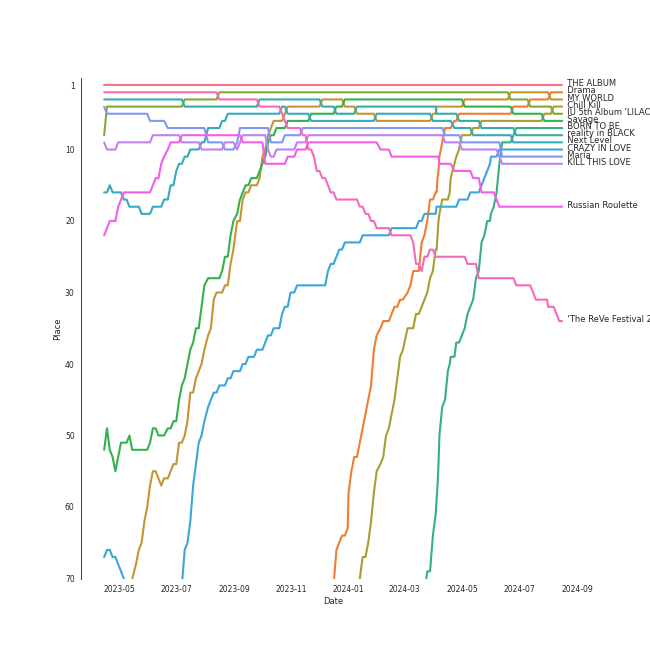 THE ALBUM
Drama
MY WORLD
Chill Kill
IU 5th Album 'LILAC
Savage
BORN TO BE
reality in BLACK
Next Level
CRAZY IN LOVE
Maria
KILL THIS LOVE
Russian Roulette
'The ReVe Festival 2
1
10
20
30
40
50
60
70
Place
2023-05
2023-07
2023-09
2023-11
2024-01
2024-03
2024-05
2024-07
2024-09
Date